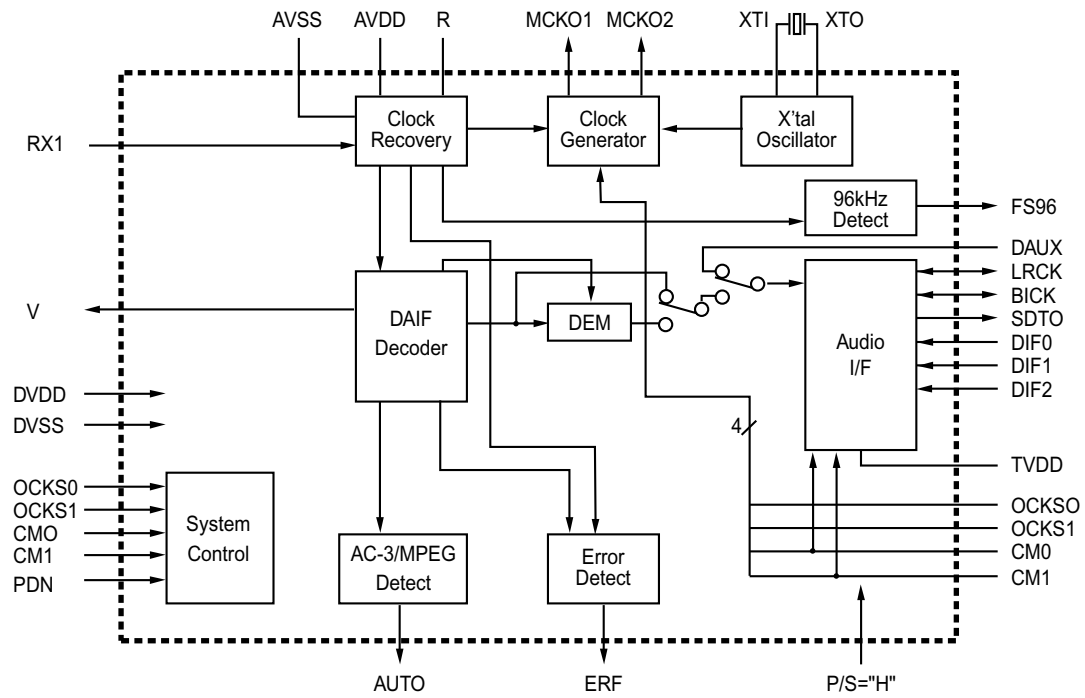 AVSS AVDD R MCKO1 MCKO2 XTI XTO
RX1
Clock
Recovery
Clock
Generator
X'tal
Oscillator
96kHz
Detect
FS96
DAUX
LRCK
BICK
SDTO
DIF0
DIF1
DIF2
V
DAIF
Decoder
DEM
Audio
I/F
DVDD
DVSS
4
TVDD
OCKS0
OCKS1
CMO
CM1
PDN
System
Control
AC-3/MPEG
Detect
Error
Detect
OCKSO
OCKS1
CM0
CM1
AUTO
ERF
P/S="H"